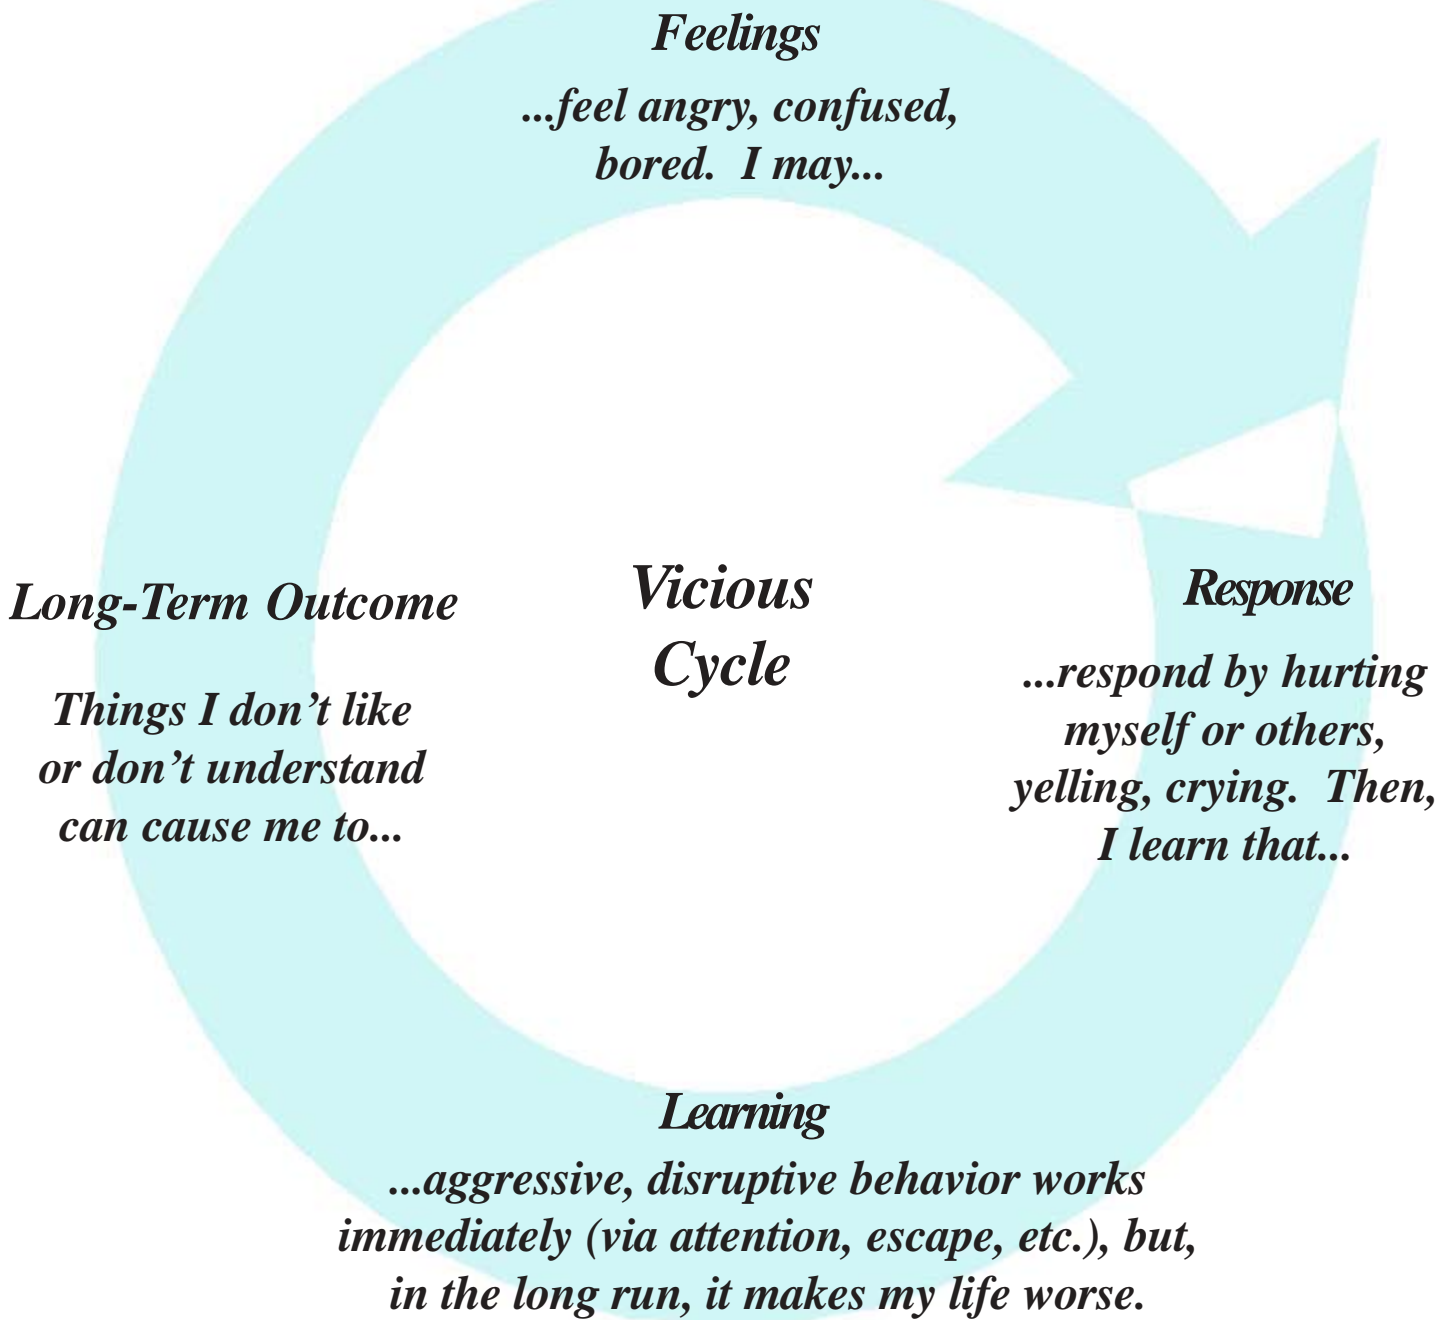 Feelings
...feel angry, confused,
bored.  I may...
Vicious
Cycle
Response
...respond by hurting
myself or others,
yelling, crying.  Then,
I learn that...
Learning
...aggressive, disruptive behavior works
immediately (via attention, escape, etc.), but,
in the long run, it makes my life worse.
Long-Term Outcome
Things I don’t like
or don’t understand
can cause me to...